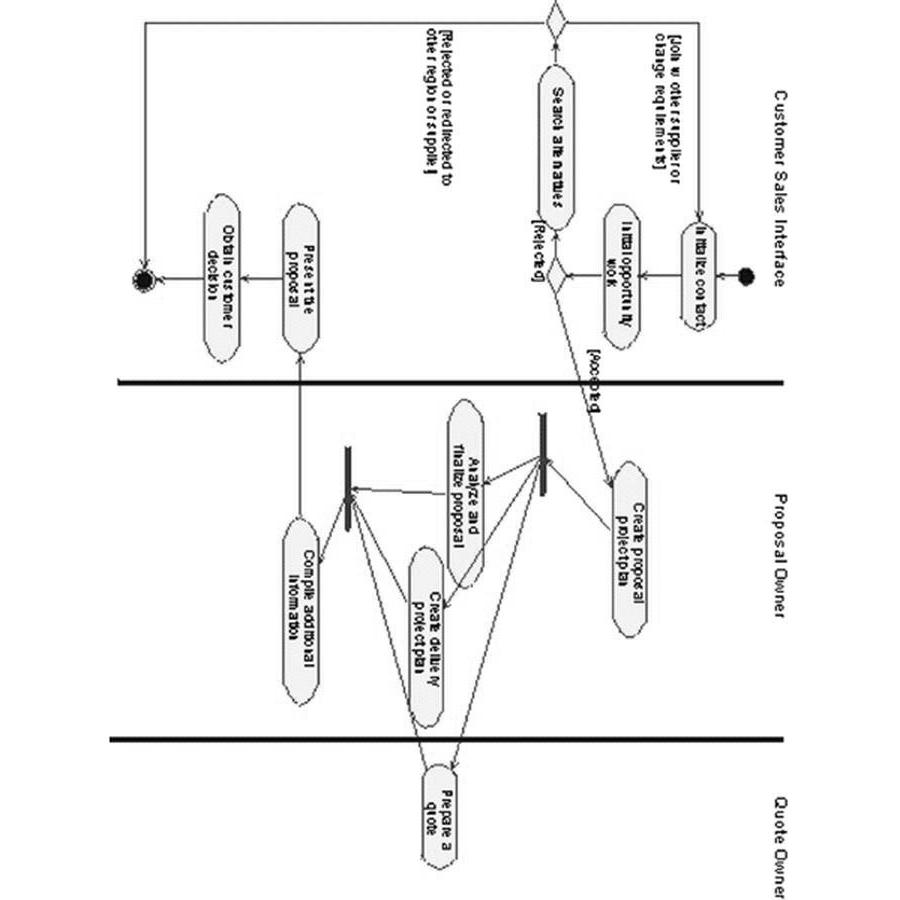 Customer Sales Interface
Proposal Owner
Quote Owner
Initialize contact
[Join w other supplier or
change requirements]
Initial opportunity
work
Search alternatives
[Rejected]
[Accepted]
[Rejected or redirected to
other region or supplier]
Create proposal
project plan
Analyze and
finalize proposal
Create delivery
project plan
Prepare a
quote
Compile additional
information
Present the
proposal
Obtain customer
decision